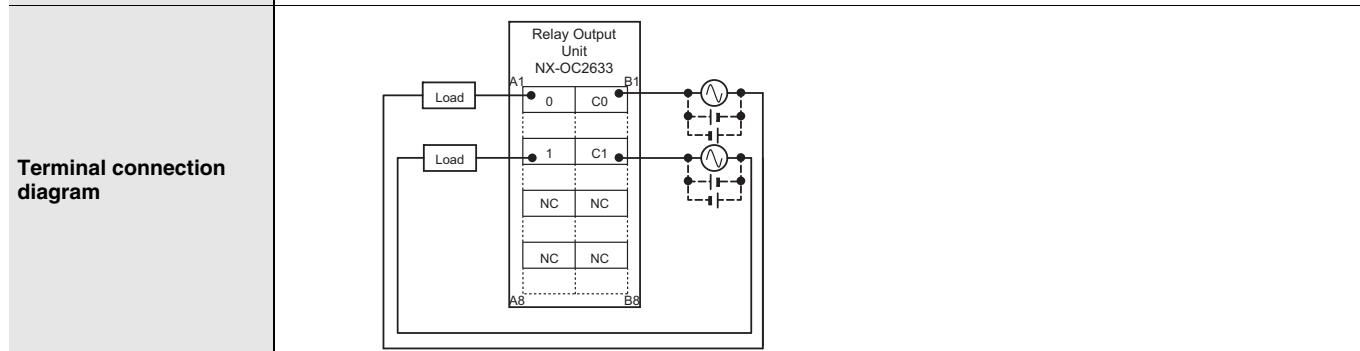 Terminal connection
diagram
Relay Output
Unit
NX-OC2633
A1 B1
Load 0 C0
Load 1 C1
NC NC
NC NC
A8 B8